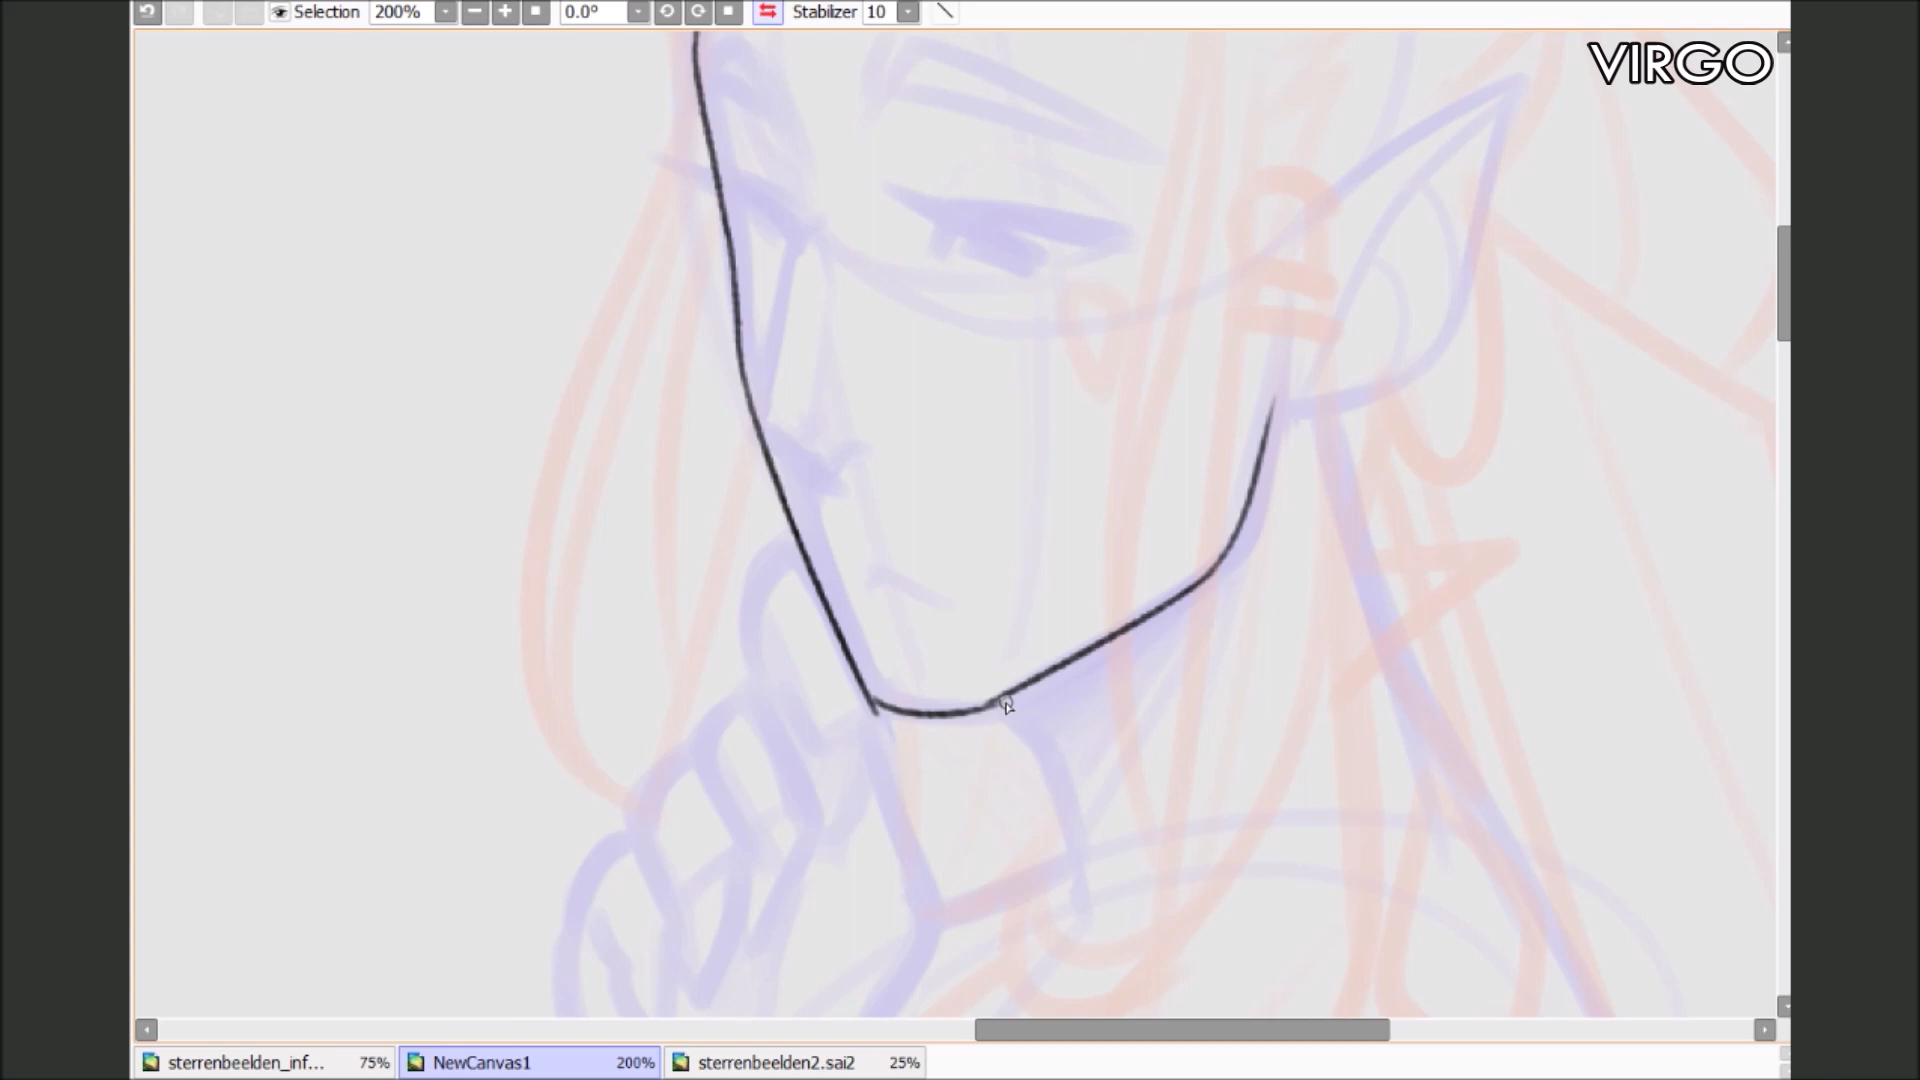 Selection 200% 0.0° Stabilizer 10
VIRGO
sterrenbeelden_inf... 75% NewCanvas1 200% sterrenbeelden2.sai2 25%